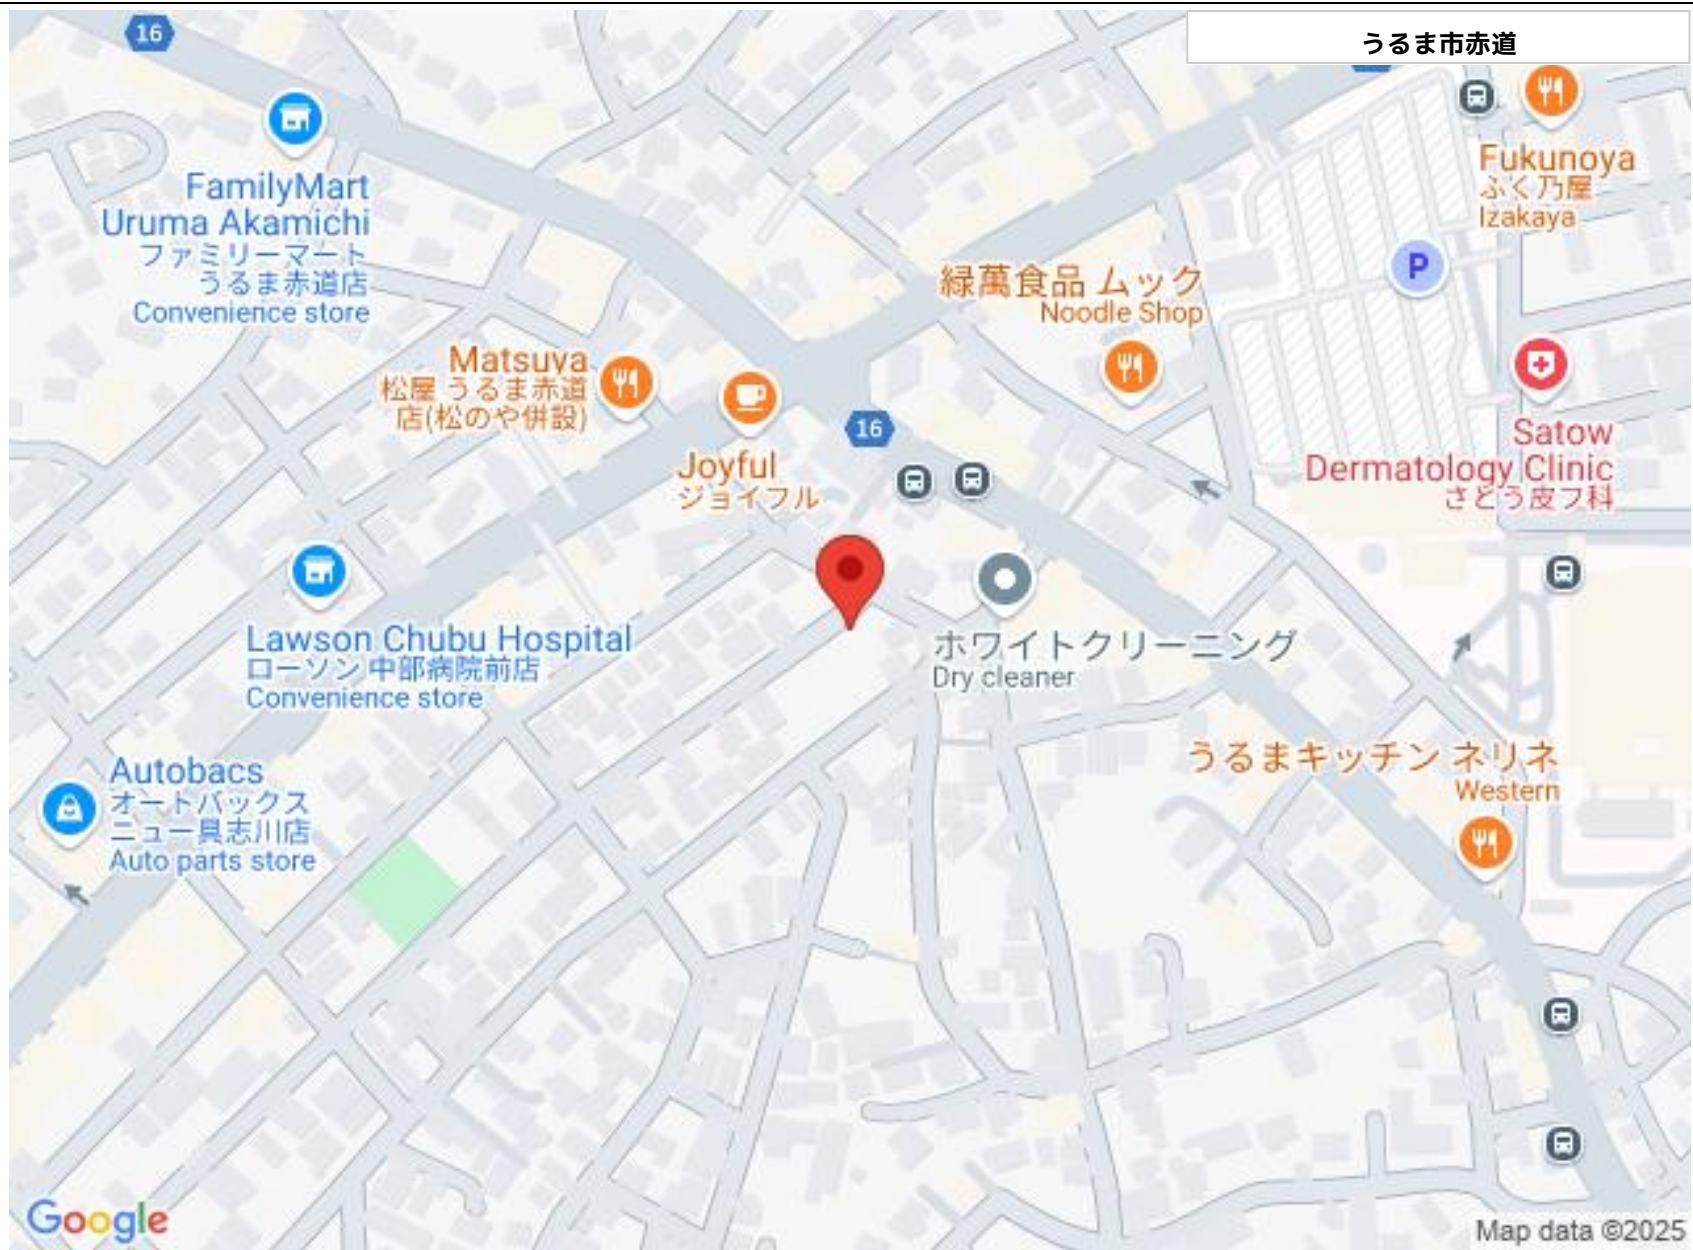 16
うるま市赤道
FamilyMart
Uruma Akamichi
ファミリーマート
うるま赤道店
Convenience store
Fukunoya
ふく乃屋
Izakaya
P
緑萬食品 ムック
Noodle Shop
Matsuya
松屋 うるま赤道
店(松のや併設)
16
Joyful
ジョイフル
Satow
Dermatology Clinic
さとう皮フ科
Lawson Chubu Hospital
ローソン 中部病院前店
Convenience store
ホワイトクリーニング
Dry cleaner
Autobacs
オートバックス
ニュー具志川店
Auto parts store
うるまキッチン ネリネ
Western
Google
Map data ©2025